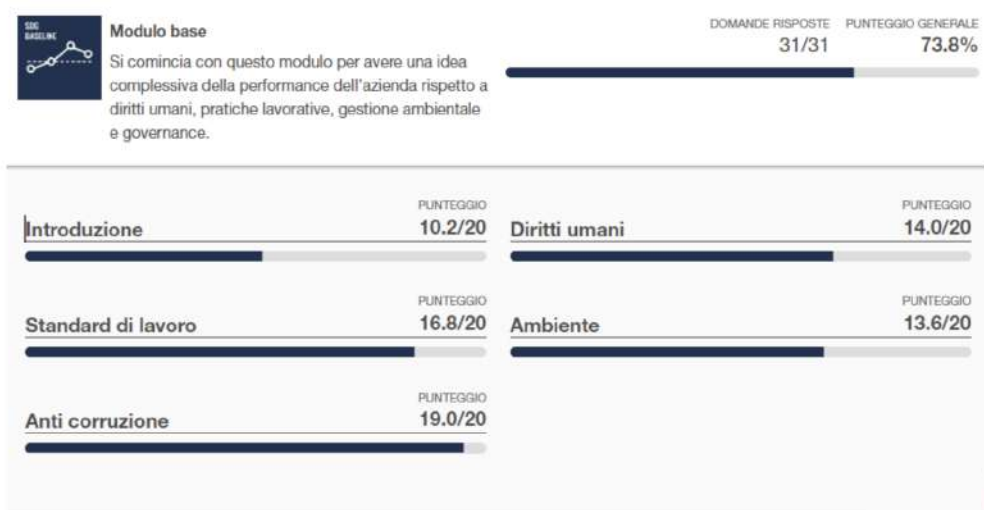 SDG
BASELINE
Modulo base
Si comincia con questo modulo per avere una idea
complessiva della performance dell'azienda rispetto a
diritti umani, pratiche lavorative, gestione ambientale
e governance.
DOMANDE RISPOSTE PUNTEGGIO GENERALE
31/31 73.8%
PUNTEGGIO
Introduzione 10.2/20
PUNTEGGIO
Diritti umani 14.0/20
PUNTEGGIO
Standard di lavoro 16.8/20
PUNTEGGIO
Ambiente 13.6/20
PUNTEGGIO
Anti corruzione 19.0/20